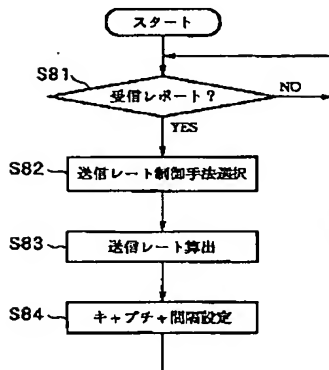 スタート
S81
受信レポート?
NO
YES
S82
送信レート制御手法選択
S83
送信レート算出
S84
キャプチャ間隔設定